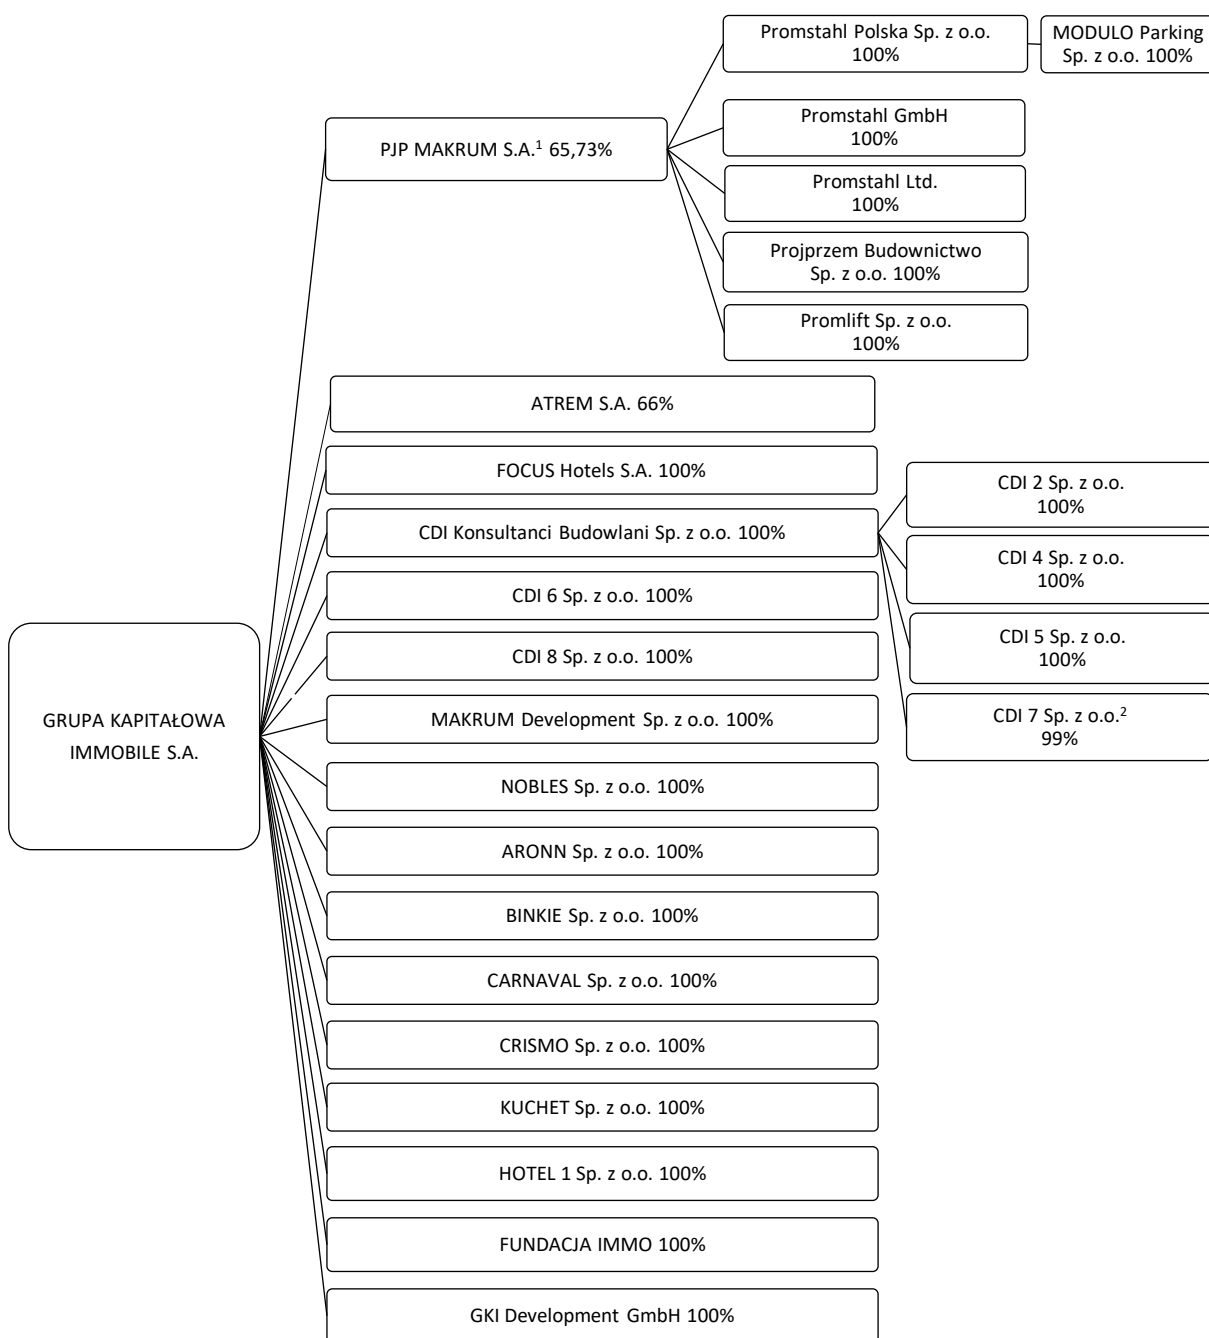 Promstahl Polska Sp. z o.o.
100%
MODULO Parking
Sp. z o.o. 100%
Promstahl GmbH
100%
PJP MAKRUM S.A.¹ 65,73%
Promstahl Ltd.
100%
Projprzem Budownictwo
Sp. z o.o. 100%
Promlift Sp. z o.o.
100%
ATREM S.A. 66%
FOCUS Hotels S.A. 100%
CDI Konsultanci Budowlani Sp. z o.o. 100%
CDI 2 Sp. z o.o.
100%
CDI 4 Sp. z o.o.
100%
CDI 5 Sp. z o.o.
100%
CDI 7 Sp. z o.o.²
99%
CDI 6 Sp. z o.o. 100%
CDI 8 Sp. z o.o. 100%
GRUPA KAPITAŁOWA
IMMOBILE S.A.
MAKRUM Development Sp. z o.o. 100%
NOBLES Sp. z o.o. 100%
ARONN Sp. z o.o. 100%
BINKIE Sp. z o.o. 100%
CARNAVAL Sp. z o.o. 100%
CRISMO Sp. z o.o. 100%
KUCHET Sp. z o.o. 100%
HOTEL 1 Sp. z o.o. 100%
FUNDACJA IMMO 100%
GKI Development GmbH 100%